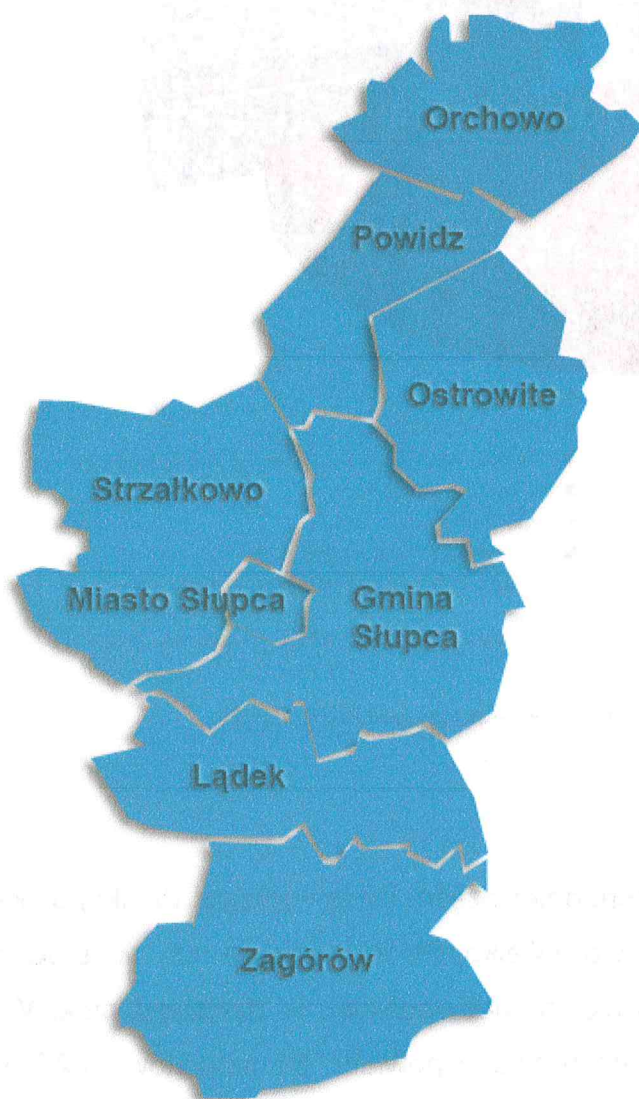 Orchowo
Powidz
Ostrowite
Strzałkowo
Miasto Słupca
Gmina
Słupca
Lądek
Zagórów